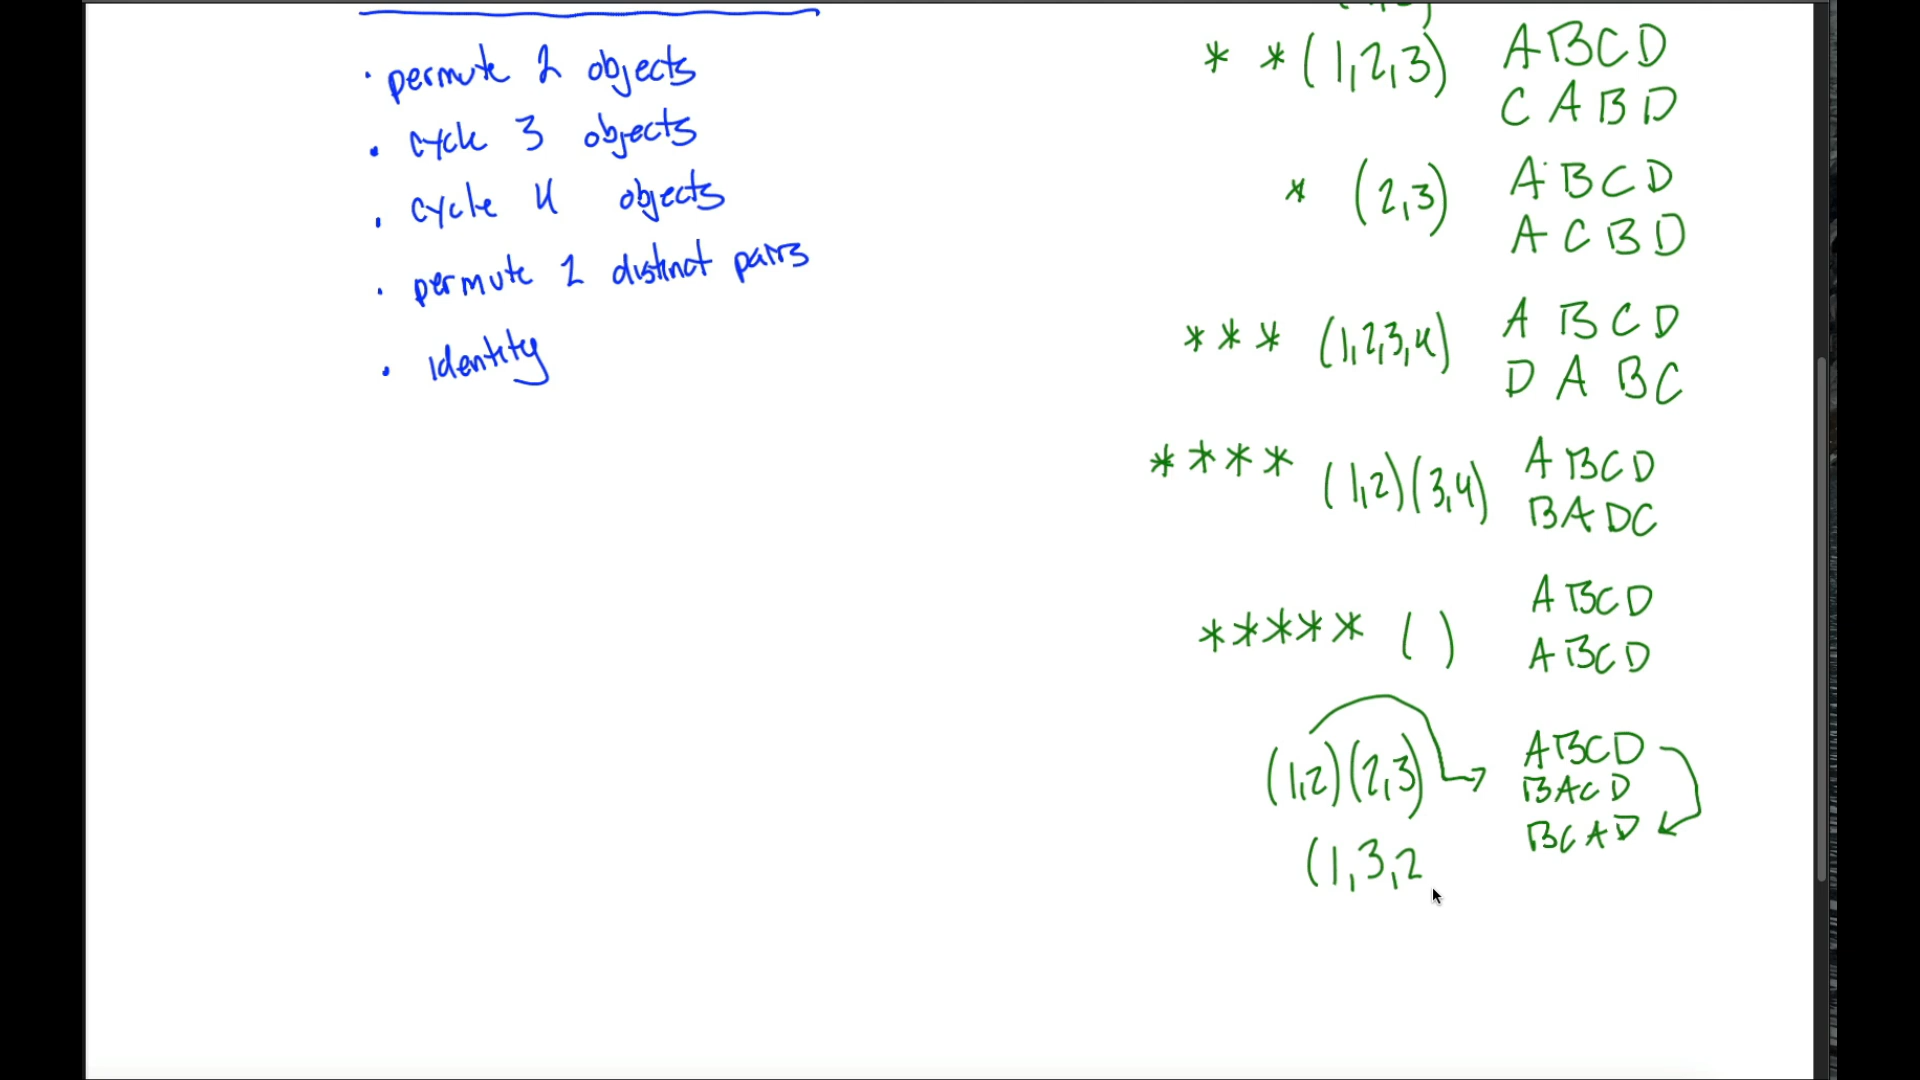 · permute 2 objects
· cycle 3 objects
· cycle 4 objects
· permute 2 distinct pairs
· identity
* * (1,2,3) ABCD
CABD
* (2,3) ABCD
ACBD
*** (1,2,3,4) ABCD
DABC
**** (1,2)(3,4) ABCD
BADC
***** ( ) ABCD
ABCD
(1,2)(2,3) → ABCD
BACD
BCAD
(1,3,2